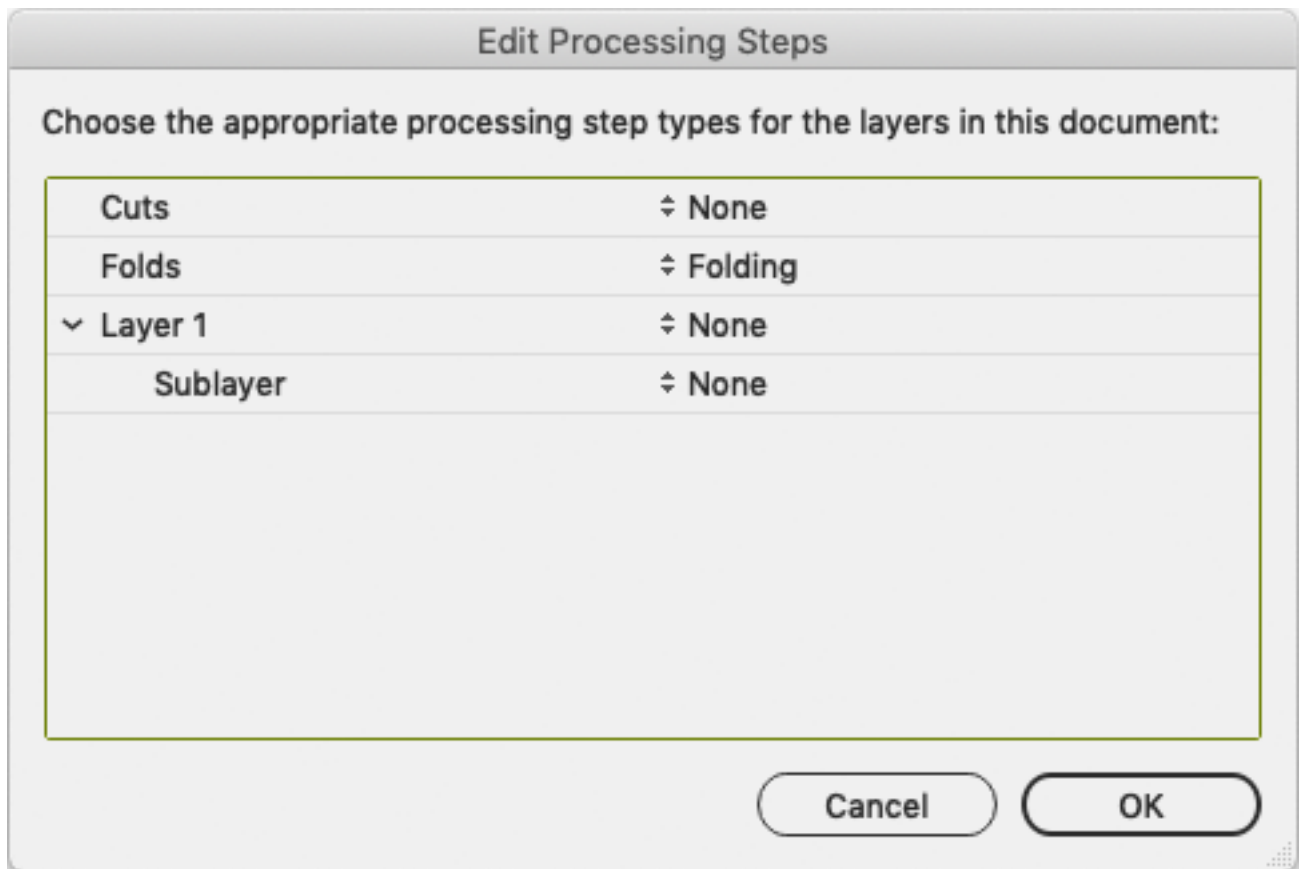 Edit Processing Steps
Choose the appropriate processing step types for the layers in this document:
Cuts None
Folds Folding
Layer 1 None
Sublayer None
Cancel OK